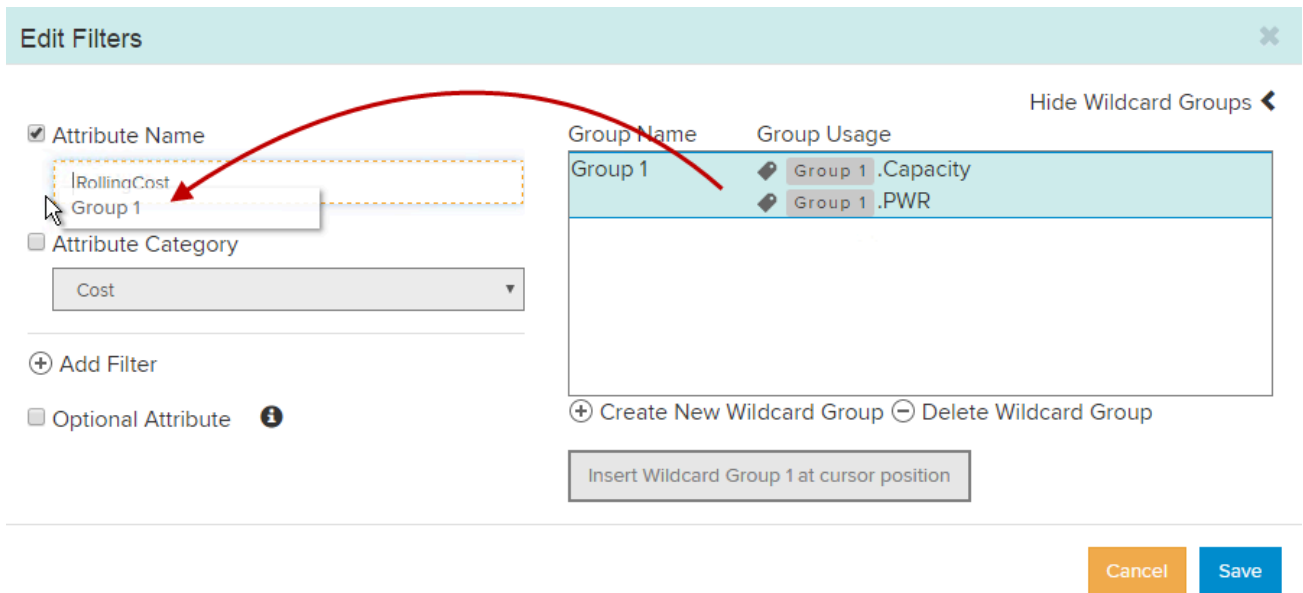 Edit Filters
Hide Wildcard Groups
Attribute Name
RollingCost
Group 1
Attribute Category
Cost
Add Filter
Optional Attribute
Group Name Group Usage
Group 1 Group 1 .Capacity
Group 1 .PWR
Create New Wildcard Group Delete Wildcard Group
Insert Wildcard Group 1 at cursor position
Cancel Save